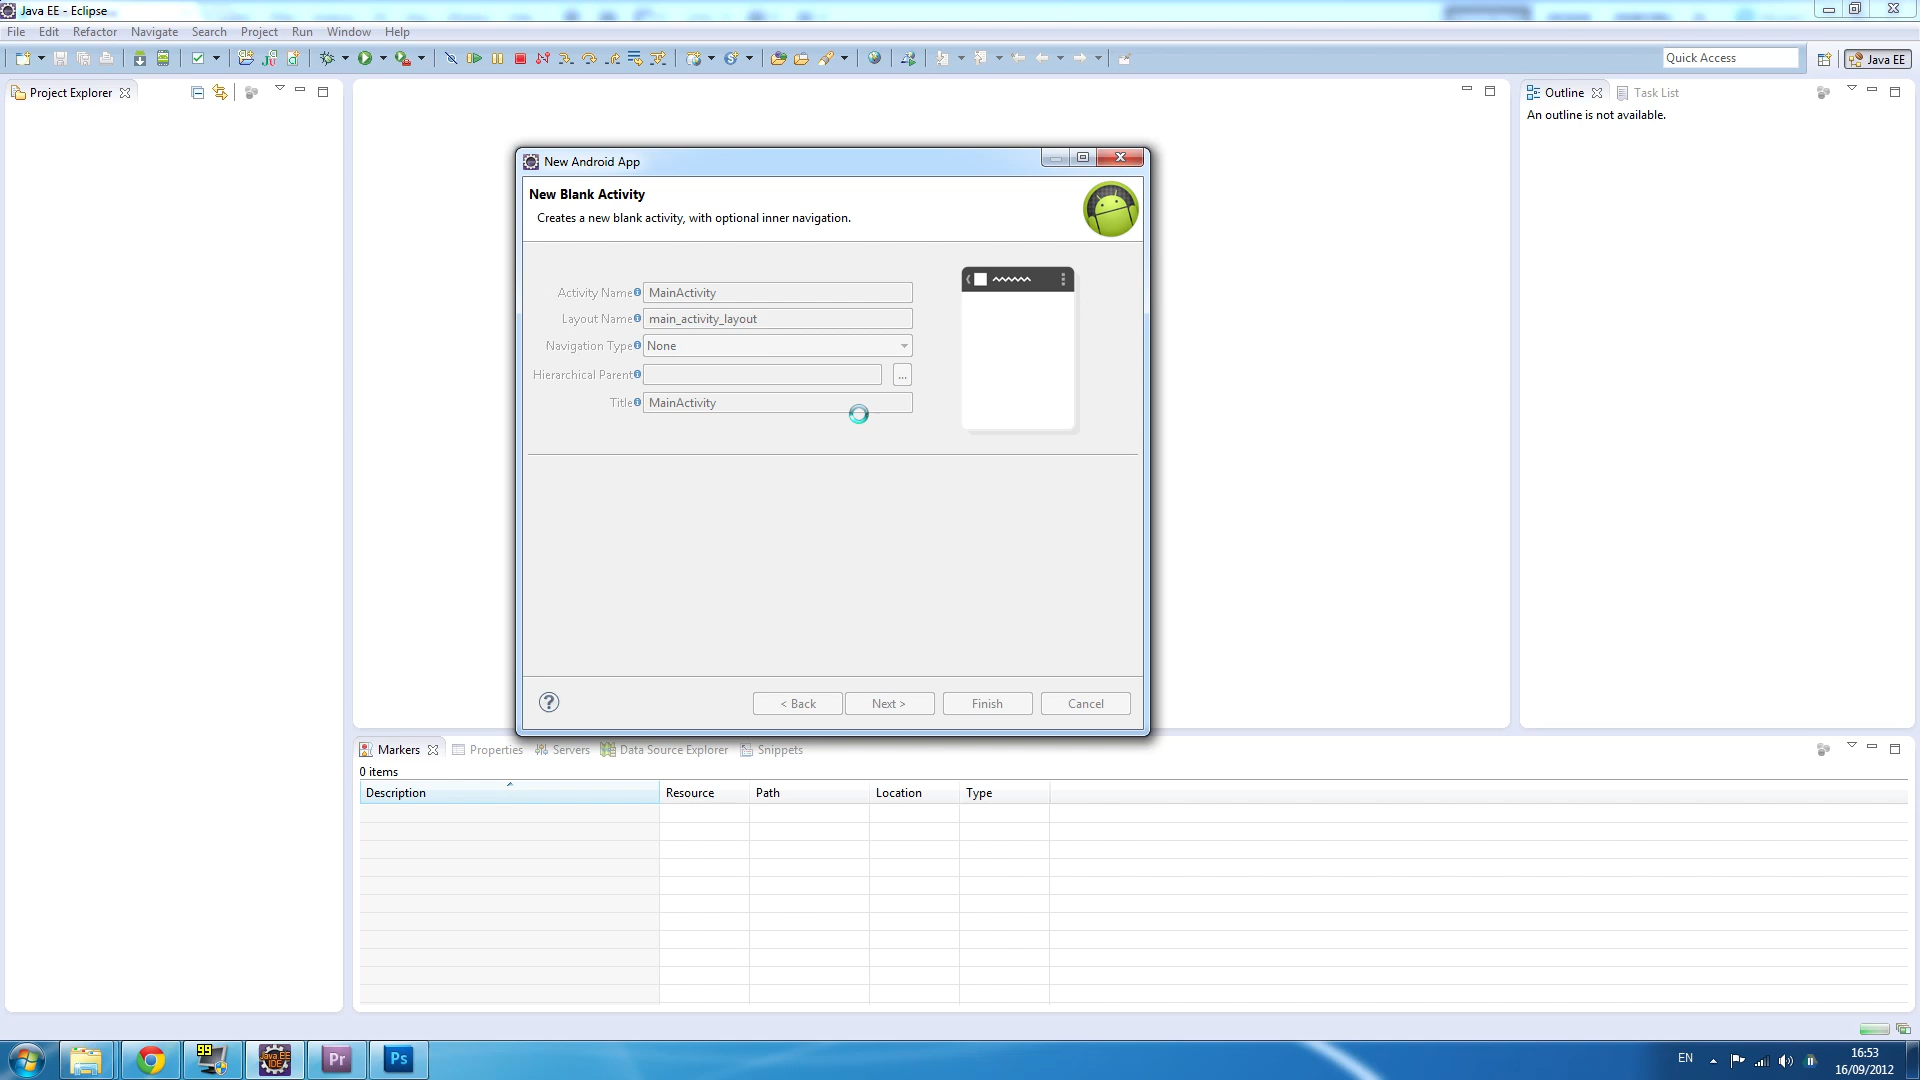 Java EE - Eclipse
File Edit Refactor Navigate Search Project Run Window Help
Quick Access
Java EE
Project Explorer
Outline Task List
An outline is not available.
New Android App
New Blank Activity
Creates a new blank activity, with optional inner navigation.
Activity Name MainActivity
Layout Name main_activity_layout
Navigation Type None
Hierarchical Parent ...
Title MainActivity
< Back Next > Finish Cancel
Markers Properties Servers Data Source Explorer Snippets
0 items
Description Resource Path Location Type
99
Java EE
IDE
Pr
Ps
EN
16:53
16/09/2012